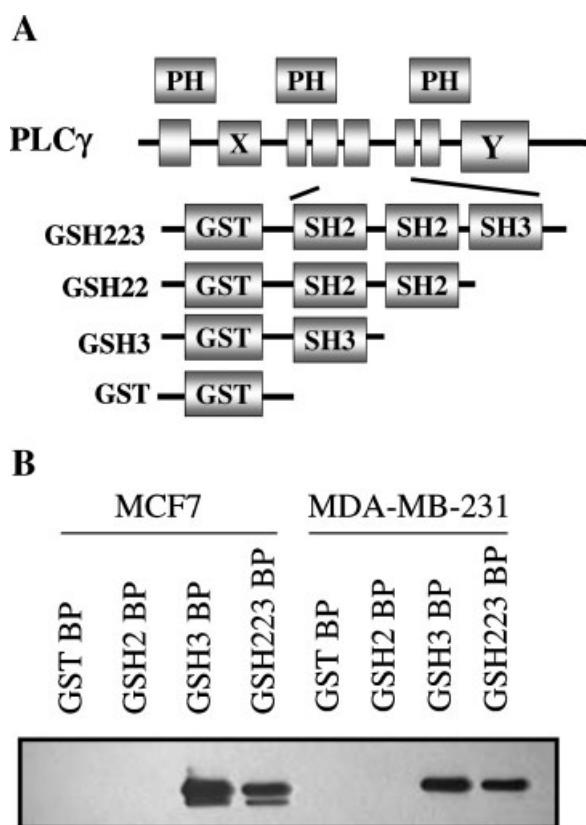 A
PH PH PH
PLCγ X Y
GSH223 GST SH2 SH2 SH3
GSH22 GST SH2 SH2
GSH3 GST SH3
GST GST
B
MCF7 MDA-MB-231
GST BP GSH2 BP GSH3 BP GSH223 BP GST BP GSH2 BP GSH3 BP GSH223 BP